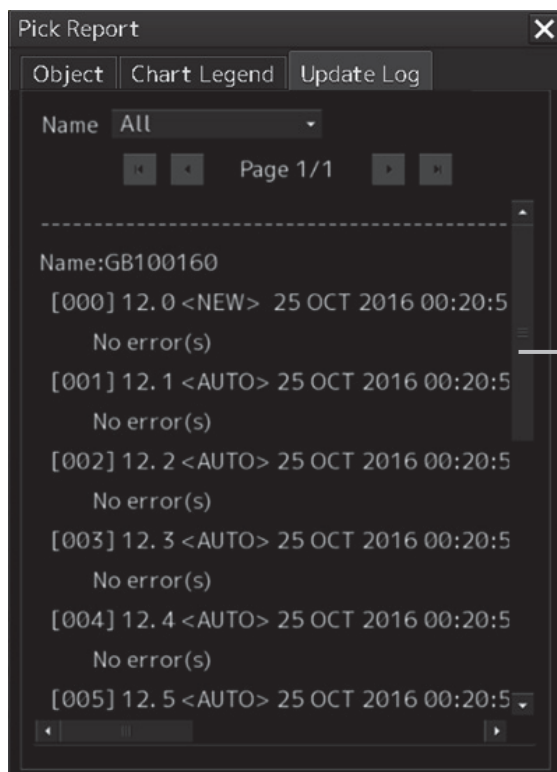 Pick Report
Object Chart Legend Update Log
Name All
Page 1/1
Name:GB100160
[000] 12.0 <NEW> 25 OCT 2016 00:20:5
No error(s)
[001] 12.1 <AUTO> 25 OCT 2016 00:20:5
No error(s)
[002] 12.2 <AUTO> 25 OCT 2016 00:20:5
No error(s)
[003] 12.3 <AUTO> 25 OCT 2016 00:20:5
No error(s)
[004] 12.4 <AUTO> 25 OCT 2016 00:20:5
No error(s)
[005] 12.5 <AUTO> 25 OCT 2016 00:20:5